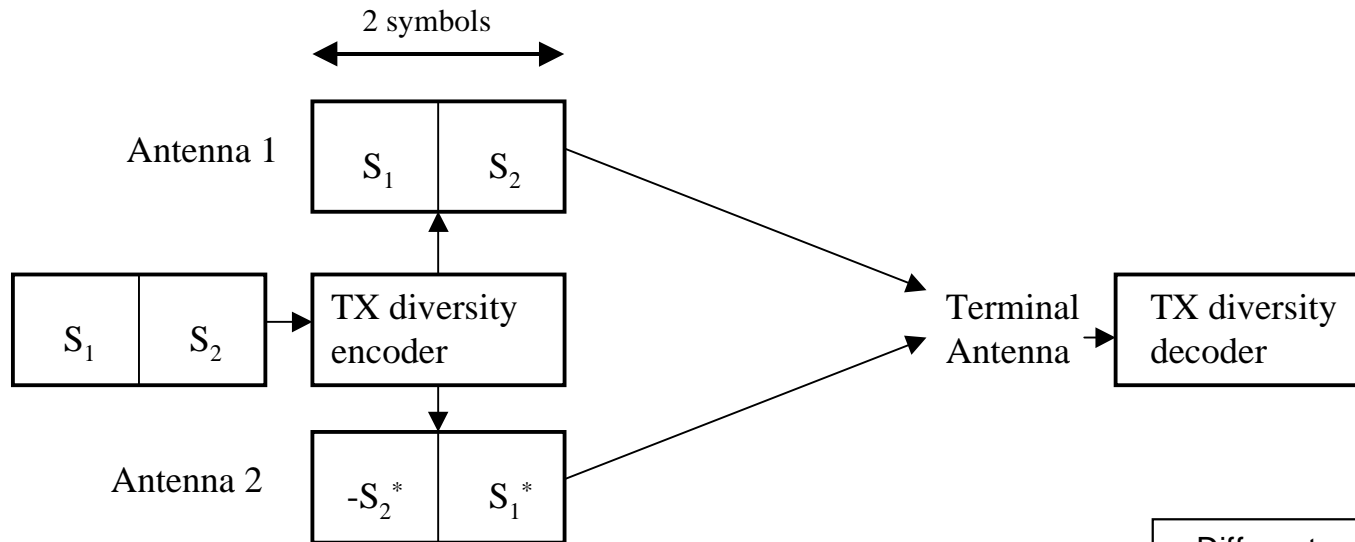 2 symbols
Antenna 1
S₁ S₂
S₁ S₂
TX diversity
encoder
Terminal
Antenna
TX diversity
decoder
Antenna 2
-S₂* S₁*
Different